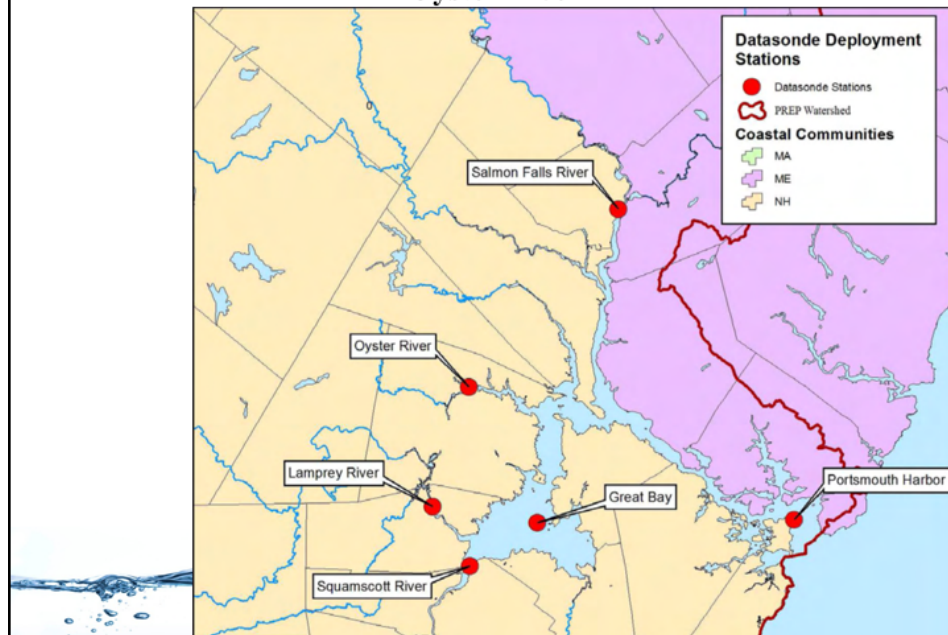 Datasonde Deployment
Stations
Datasonde Stations
PREP Watershed
Coastal Communities
MA
ME
NH
Salmon Falls River
Oyster River
Lamprey River
Great Bay
Portsmouth Harbor
Squamscott River